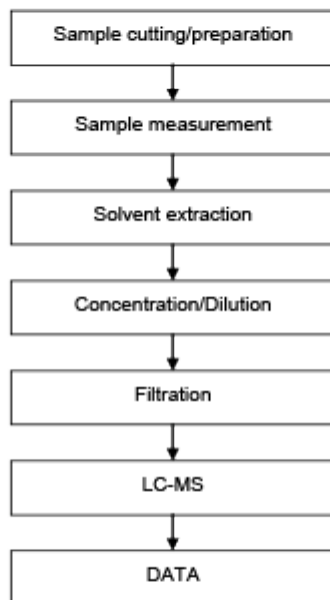 Sample cutting/preparation
Sample measurement
Solvent extraction
Concentration/Dilution
Filtration
LC-MS
DATA